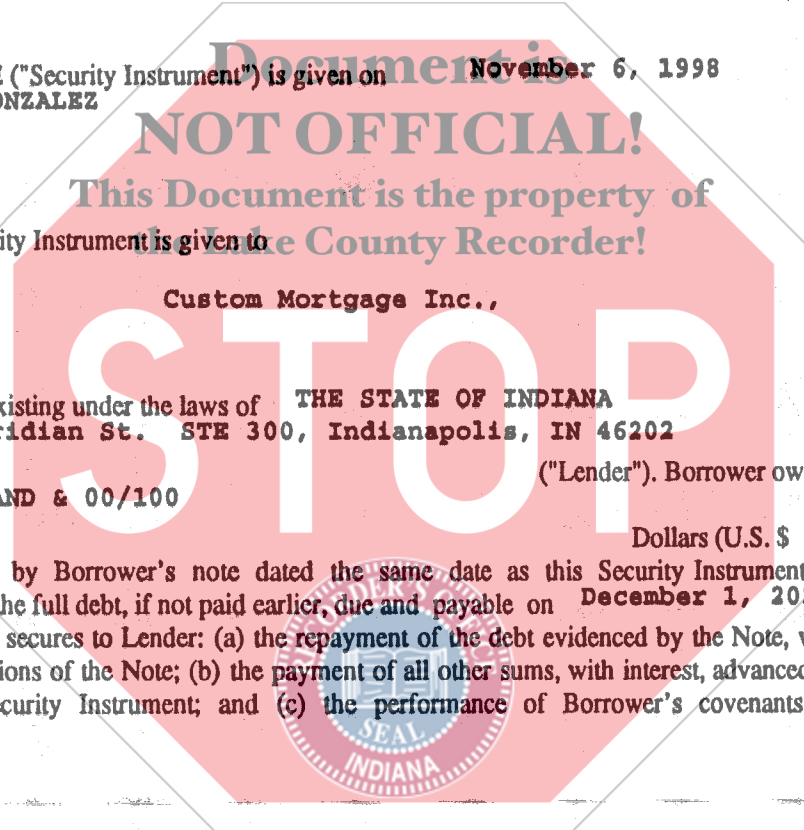 E ("Security Instrument") is given on November 6, 1998
ONZALEZ
Document is
NOT OFFICIAL!
This Document is the property of
the Lake County Recorder!
ity Instrument is given to
Custom Mortgage Inc.,
STOP
xisting under the laws of THE STATE OF INDIANA
ridian St. STE 300, Indianapolis, IN 46202
("Lender"). Borrower ow
AND & 00/100
Dollars (U.S. $
by Borrower's note dated the same date as this Security Instrument
he full debt, if not paid earlier, due and payable on December 1, 20
secures to Lender: (a) the repayment of the debt evidenced by the Note, w
ions of the Note; (b) the payment of all other sums, with interest, advanced
curity Instrument; and (c) the performance of Borrower's covenants
RECORDER'S OFFICE
SEAL
INDIANA